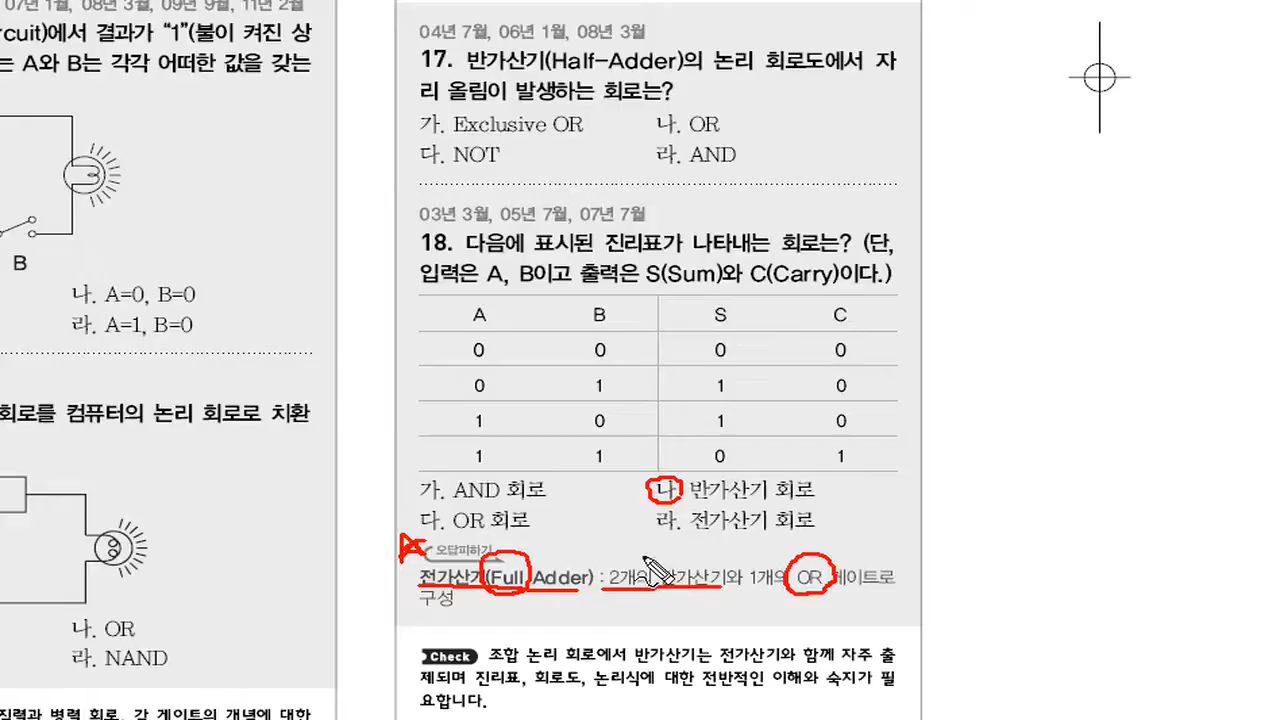 07년 1월, 08년 3월, 09년 9월, 11년 2월
rcuit)에서 결과가 “1”(불이 켜진 상
는 A와 B는 각각 어떠한 값을 갖는
B
나. A=0, B=0
라. A=1, B=0
회로를 컴퓨터의 논리 회로로 치환
나. OR
라. NAND
직렬과 병렬 회로, 각 게이트의 개념에 대한
04년 7월, 06년 1월, 08년 3월
17. 반가산기(Half-Adder)의 논리 회로도에서 자
리 올림이 발생하는 회로는?
가. Exclusive OR 나. OR
다. NOT 라. AND
03년 3월, 05년 7월, 07년 7월
18. 다음에 표시된 진리표가 나타내는 회로는? (단,
입력은 A, B이고 출력은 S(Sum)와 C(Carry)이다.)
A B S C
0 0 0 0
0 1 1 0
1 0 1 0
1 1 0 1
가. AND 회로 나. 반가산기 회로
다. OR 회로 라. 전가산기 회로
오답피하기
전가산기(Full Adder) : 2개의 반가산기와 1개의 OR 게이트로
구성
Check 조합 논리 회로에서 반가산기는 전가산기와 함께 자주 출
제되며 진리표, 회로도, 논리식에 대한 전반적인 이해와 숙지가 필
요합니다.